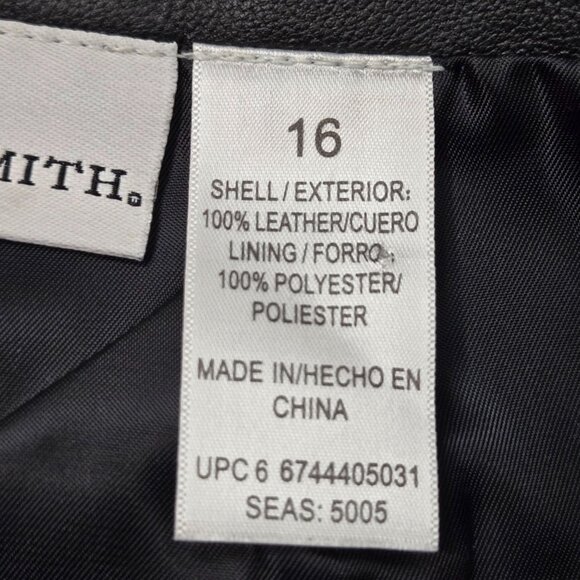 MITH.
16
SHELL / EXTERIOR:
100% LEATHER/CUERO
LINING / FORRO :
100% POLYESTER/
POLIESTER
MADE IN/HECHO EN
CHINA
UPC 6 6744405031
SEAS: 5005